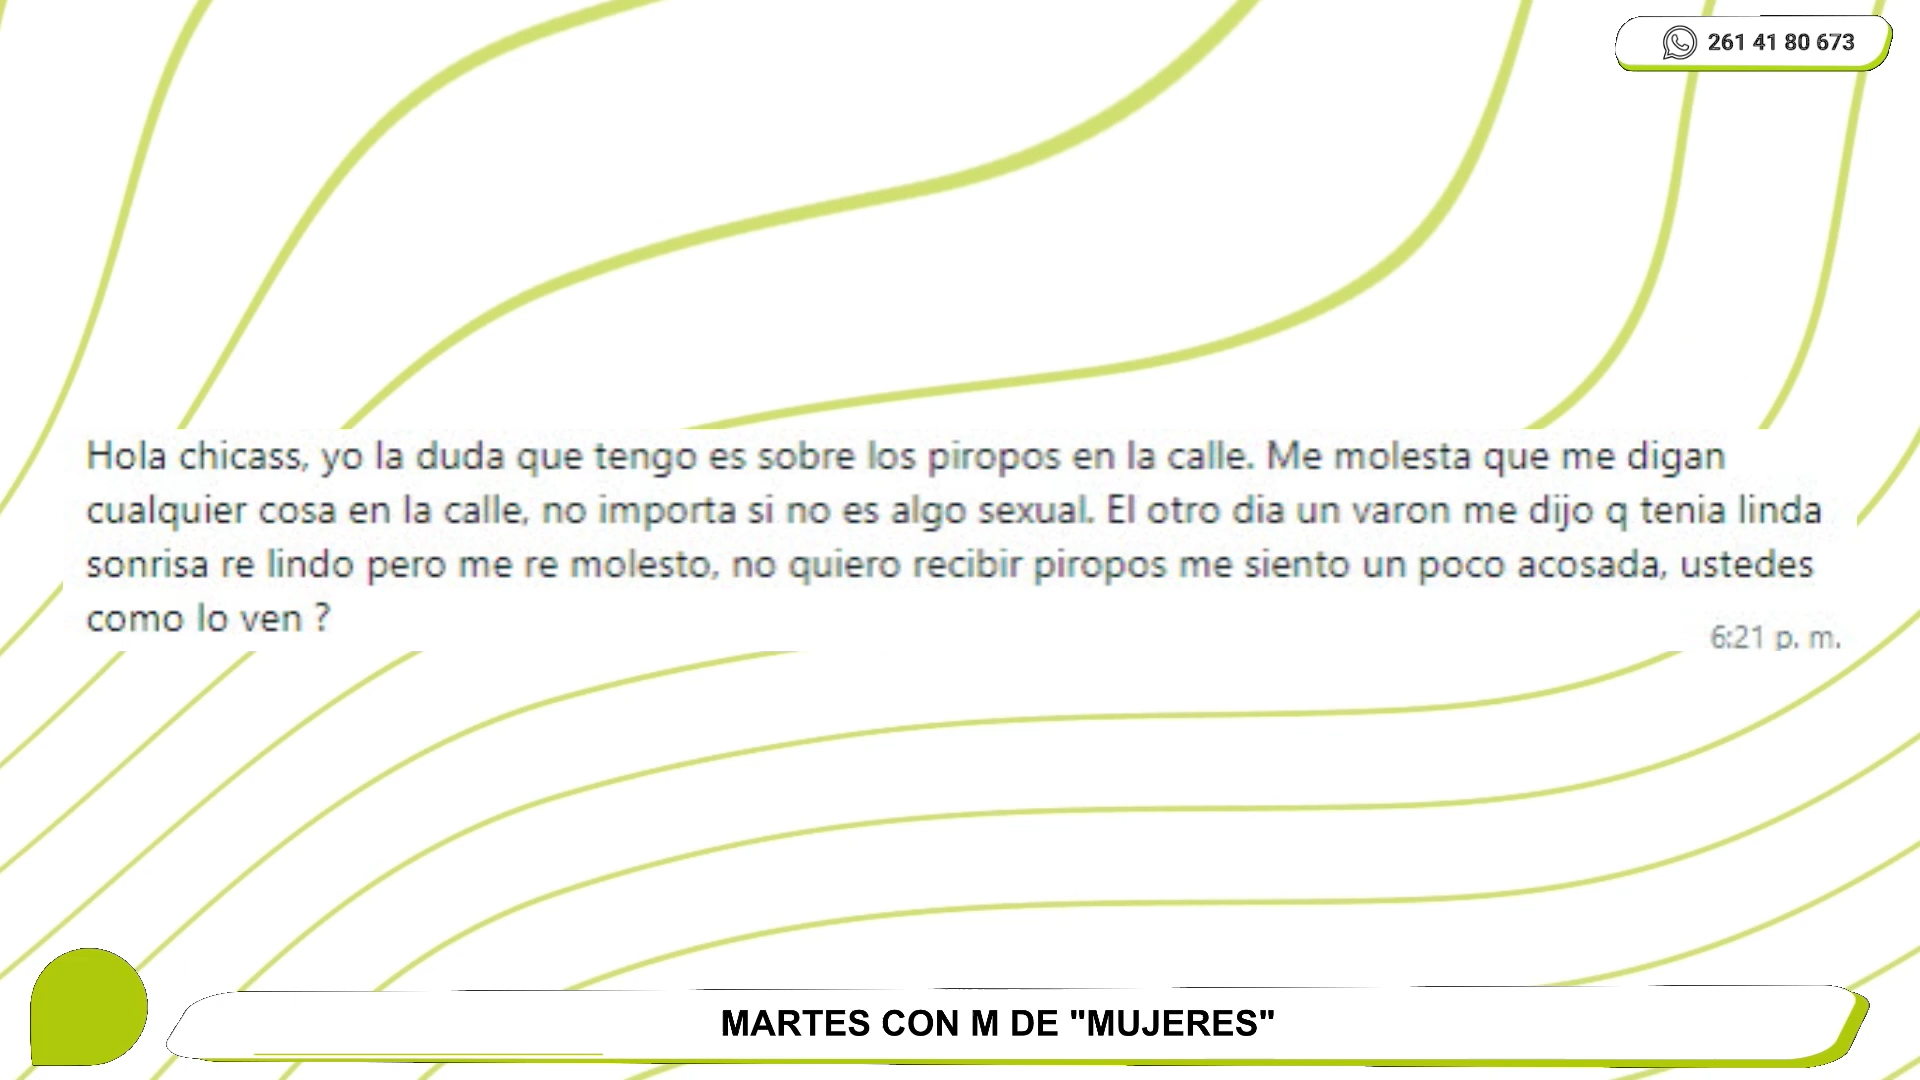 261 41 80 673
Hola chicass, yo la duda que tengo es sobre los piropos en la calle. Me molesta que me digan
cualquier cosa en la calle, no importa si no es algo sexual. El otro dia un varon me dijo q tenia linda
sonrisa re lindo pero me re molesto, no quiero recibir piropos me siento un poco acosada, ustedes
como lo ven ?
6:21 p. m.
MARTES CON M DE "MUJERES"